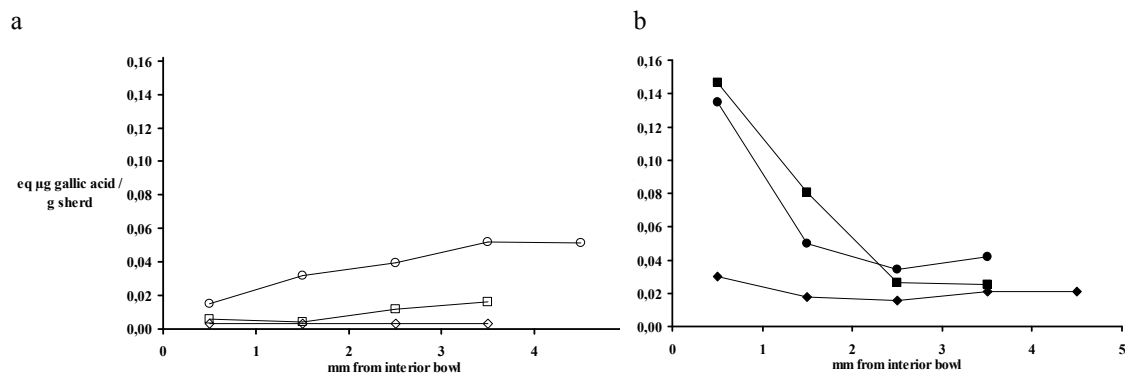 a
b
0,16
0,14
0,12
0,10
0,08
0,06
0,04
0,02
0,00
eq µg gallic acid /
g sherd
0 1 2 3 4
mm from interior bowl
0,16
0,14
0,12
0,10
0,08
0,06
0,04
0,02
0,00
0 1 2 3 4 5
mm from interior bowl